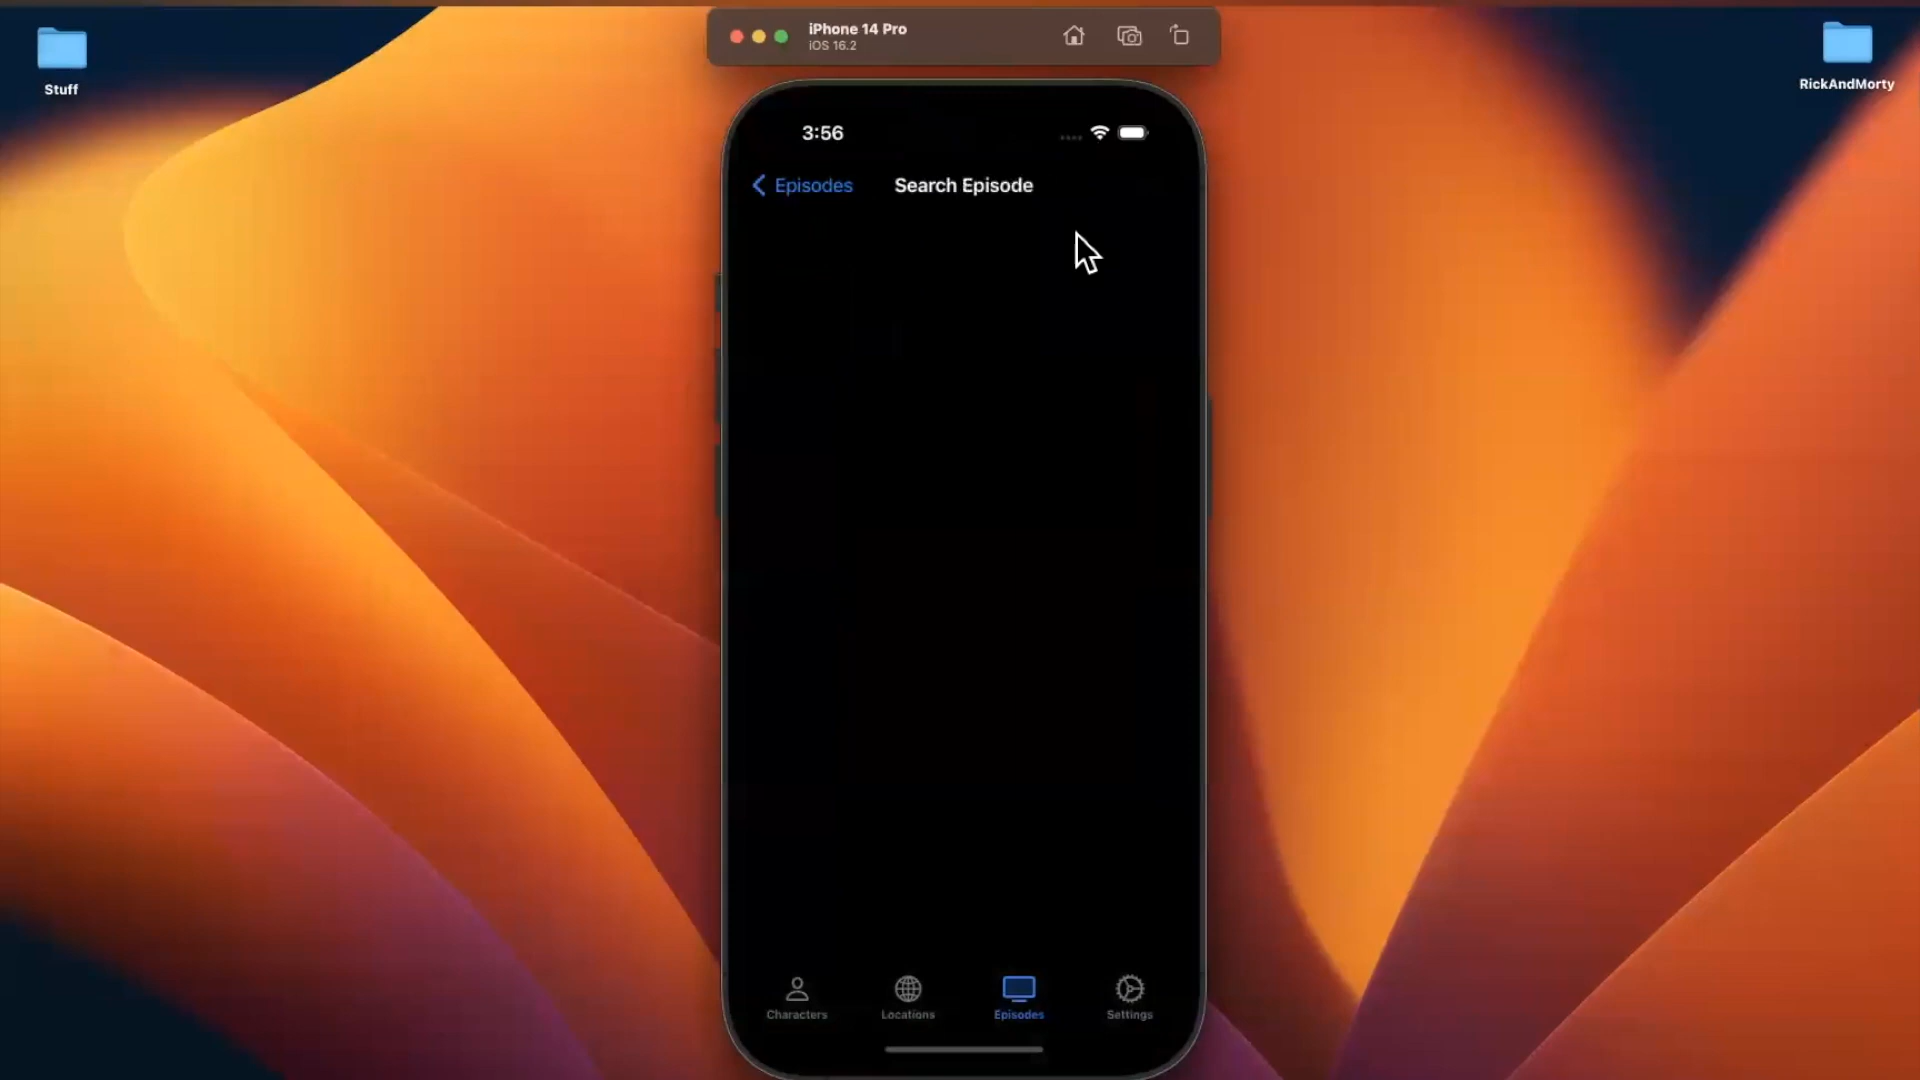 iPhone 14 Pro
iOS 16.2
Stuff
RickAndMorty
3:56
Episodes
Search Episode
Characters
Locations
Episodes
Settings